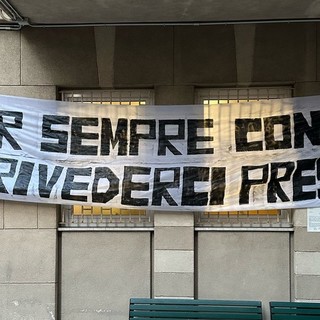 R SEMPRE CON
RIVEDERCI PRES